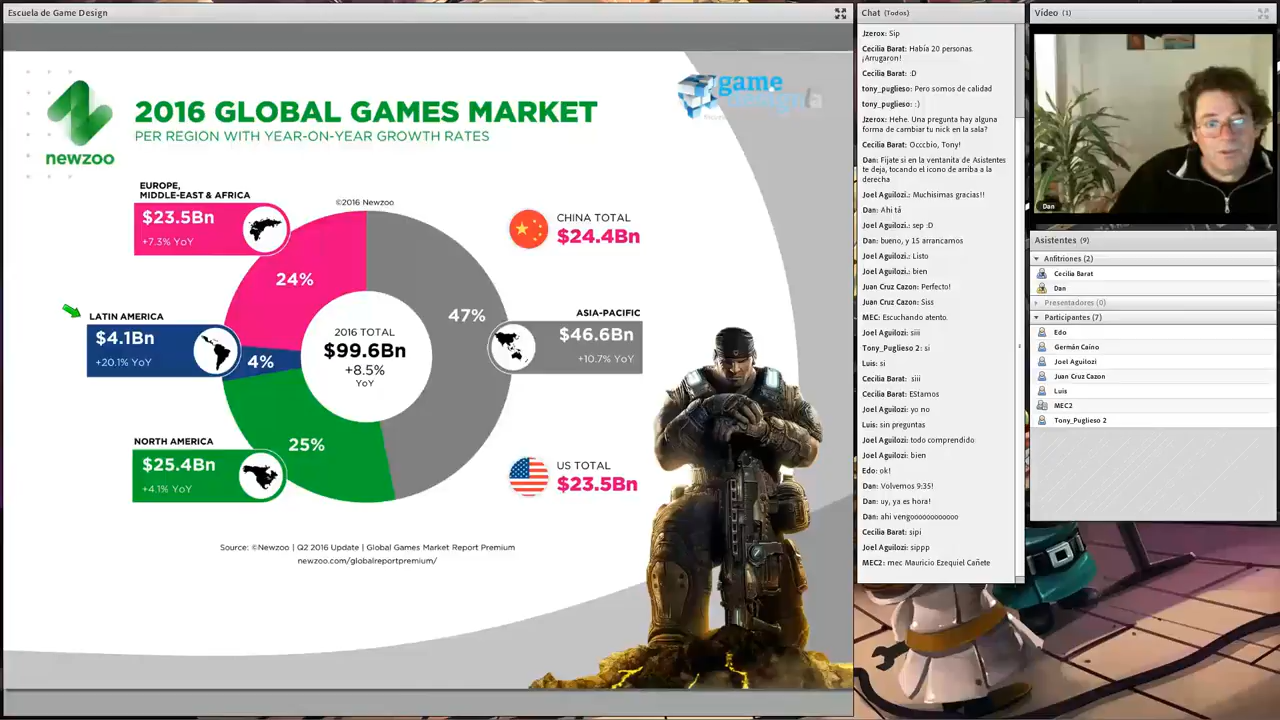 Escuela de Game Design
newzoo
2016 GLOBAL GAMES MARKET
PER REGION WITH YEAR-ON-YEAR GROWTH RATES
game
EUROPE,
MIDDLE-EAST & AFRICA
$23.5Bn
+7.3% YoY
©2016 Newzoo
24%
CHINA TOTAL
$24.4Bn
47%
ASIA-PACIFIC
$46.6Bn
+10.7% YoY
LATIN AMERICA
$4.1Bn
+20.1% YoY
4%
2016 TOTAL
$99.6Bn
+8.5%
YoY
NORTH AMERICA
$25.4Bn
+4.1% YoY
25%
US TOTAL
$23.5Bn
Source: ©Newzoo | Q2 2016 Update | Global Games Market Report Premium
newzoo.com/globalreportpremium/
Chat (Todos)
Jzerox: Sip
Cecilia Barat: Había 20 personas.
¡Arrugaron!
Cecilia Barat: :D
tony_puglieso: Pero somos de calidad
tony_puglieso: :)
Jzerox: Hehe. Una pregunta hay alguna
forma de cambiar tu nick en la sala?
Cecilia Barat: Occcbio, Tony!
Dan: Fijate si en la ventanita de Asistentes
te deja, tocando el icono de arriba a la
derecha
Joel Aguilozi.: Muchisimas gracias!!
Dan: Ahi tá
Joel Aguilozi.: sep :D
Dan: bueno, y 15 arrancamos
Joel Aguilozi.: Listo
Joel Aguilozi.: bien
Juan Cruz Cazon: Perfecto!
Juan Cruz Cazon: Siss
MEC: Escuchando atento.
Joel Aguilozi: siii
Tony_Puglieso 2: si
Luis: si
Cecilia Barat: siii
Cecilia Barat: EStamos
Joel Aguilozi: yo no
Luis: sin preguntas
Joel Aguilozi: todo comprendido
Joel Aguilozi: bien
Edo: ok!
Dan: Volvemos 9:35!
Dan: uy, ya es hora!
Dan: ahi vengooooooooooo
Cecilia Barat: sipi
Joel Aguilozi: sippp
MEC2: mec Mauricio Ezequiel Cañete
Vídeo (1)
Dan
Asistentes (9)
Anfitriones (2)
Cecilia Barat
Dan
Presentadores (0)
Participantes (7)
Edo
Germán Caíno
Joel Aguilozi
Juan Cruz Cazon
Luis
MEC2
Tony_Puglieso 2